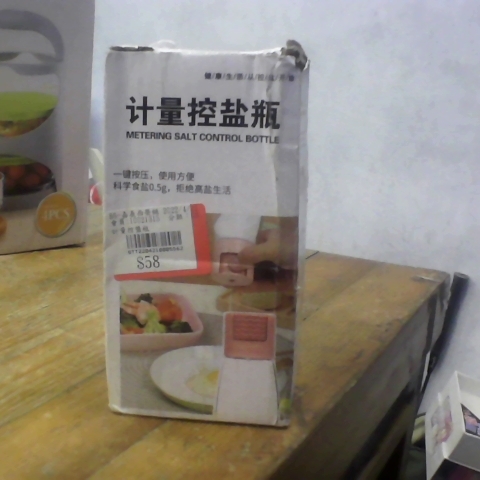 计量控盐瓶
METERING SALT CONTROL BOTTLE
一键按压，使用方便
科学食盐0.5g，拒绝高盐生活
$58
4PCS